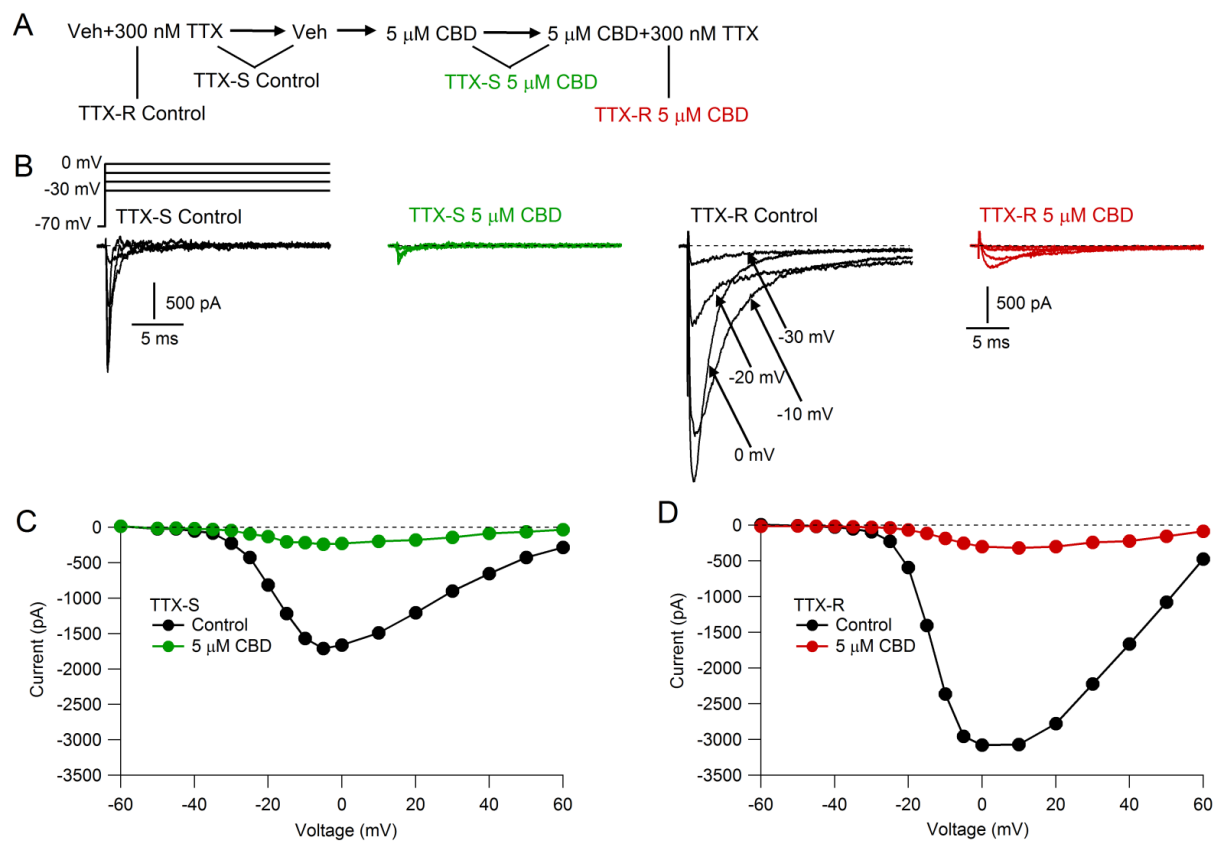 A
Veh+300 nM TTX
Veh
5 μM CBD
5 μM CBD+300 nM TTX
TTX-S Control
TTX-S 5 μM CBD
TTX-R Control
TTX-R 5 μM CBD
B
0 mV
-30 mV
-70 mV
TTX-S Control
TTX-S 5 μM CBD
TTX-R Control
TTX-R 5 μM CBD
500 pA
5 ms
500 pA
5 ms
-30 mV
-20 mV
-10 mV
0 mV
C
0
-500
-1000
-1500
-2000
-2500
-3000
-3500
Current (pA)
TTX-S
Control
5 μM CBD
-60
-40
-20
0
20
40
60
Voltage (mV)
D
0
-500
-1000
-1500
-2000
-2500
-3000
-3500
Current (pA)
TTX-R
Control
5 μM CBD
-60
-40
-20
0
20
40
60
Voltage (mV)